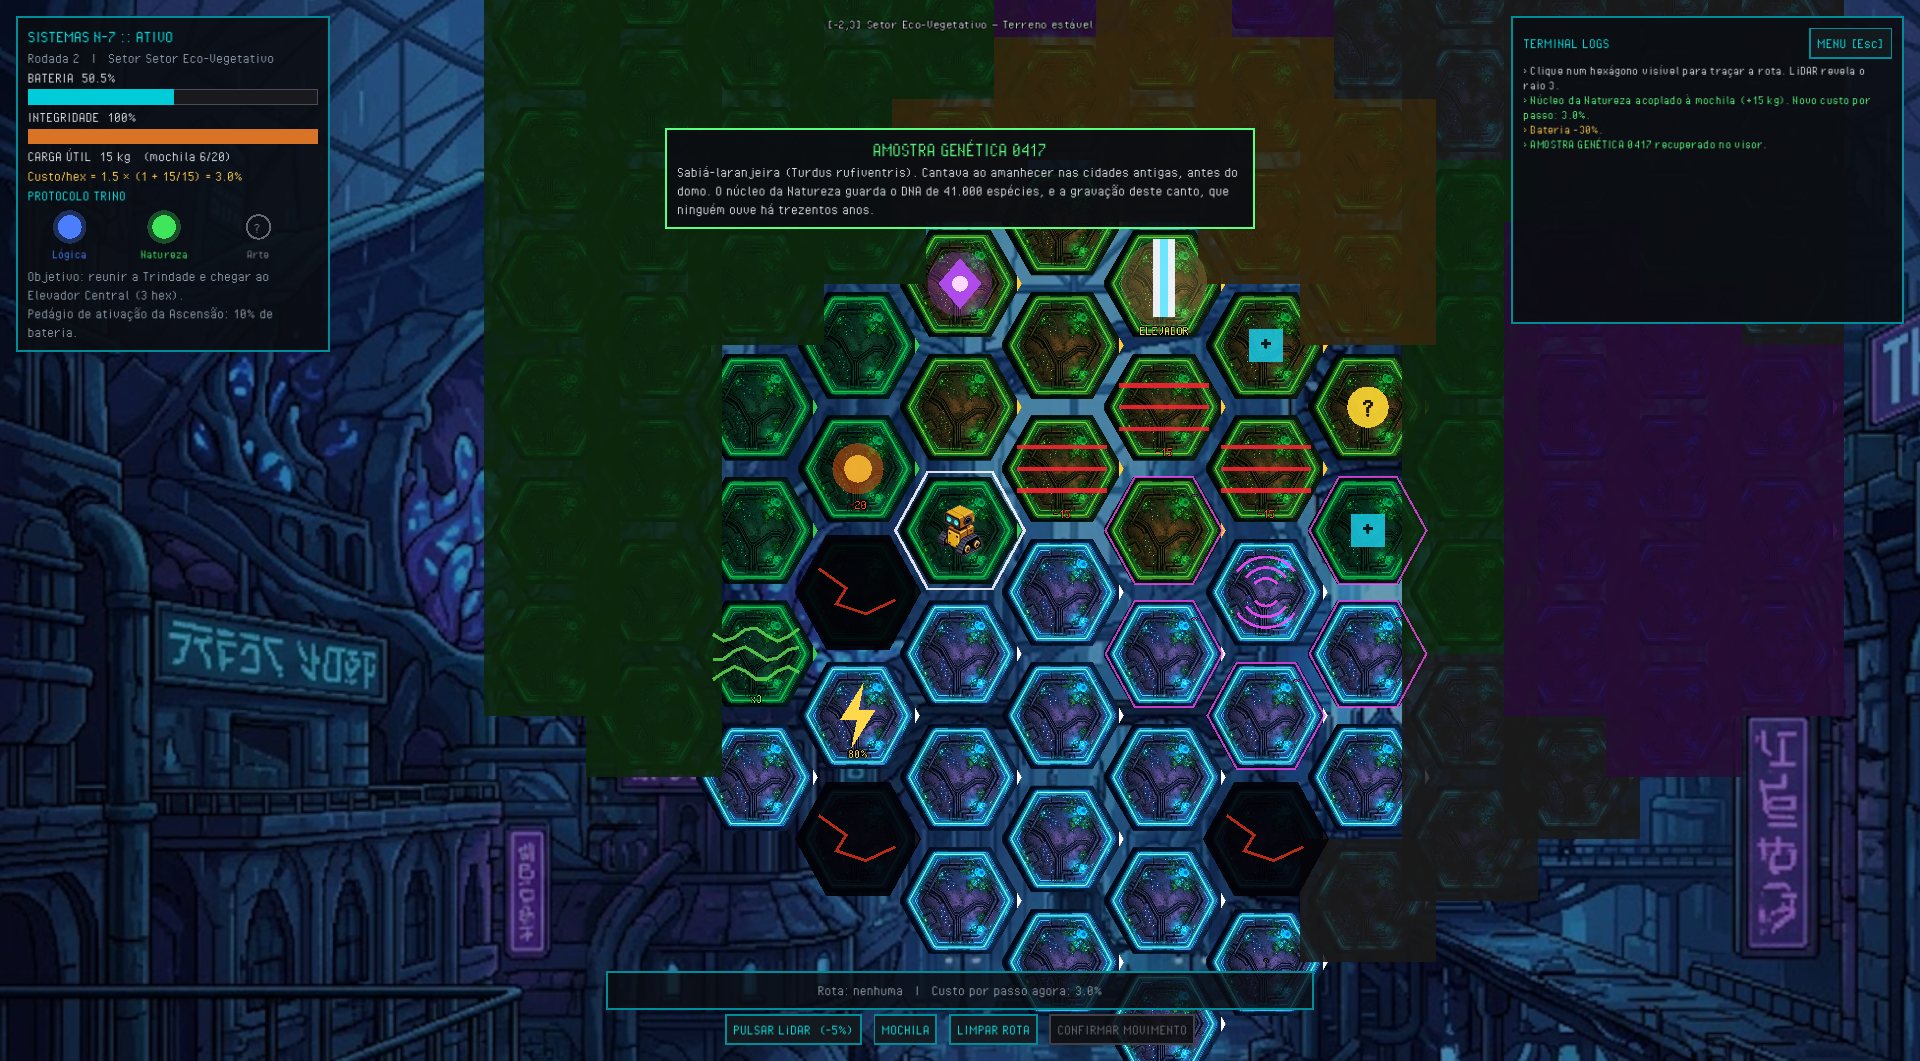 [-2,3] Setor Eco-Vegetativo — Terreno estável
SISTEMAS N-7 :: ATIVO
Rodada 2 | Setor Setor Eco-Vegetativo
BATERIA 50.5%
INTEGRIDADE 100%
CARGA ÚTIL 15 kg (mochila 6/20)
Custo/hex = 1.5 × (1 + 15/15) = 3.0%
PROTOCOLO TRINO
?
Lógica Natureza Arte
Objetivo: reunir a Trindade e chegar ao
Elevador Central (3 hex).
Pedágio de ativação da Ascensão: 10% de
bateria.
TERMINAL LOGS
MENU [Esc]
› Clique num hexágono visível para traçar a rota. LiDAR revela o
raio 3.
› Núcleo da Natureza acoplado à mochila (+15 kg). Novo custo por
passo: 3.0%.
› Bateria -30%.
› AMOSTRA GENÉTICA 0417 recuperado no visor.
AMOSTRA GENÉTICA 0417
Sabiá-laranjeira (Turdus rufiventris). Cantava ao amanhecer nas cidades antigas, antes do
domo. O núcleo da Natureza guarda o DNA de 41.000 espécies, e a gravação deste canto, que
ninguém ouve há trezentos anos.
ELEVADOR
+
?
-15
-20
-15
-15
+
x3
80%
Rota: nenhuma | Custo por passo agora: 3.0%
PULSAR LiDAR (-5%)
MOCHILA
LIMPAR ROTA
CONFIRMAR MOVIMENTO